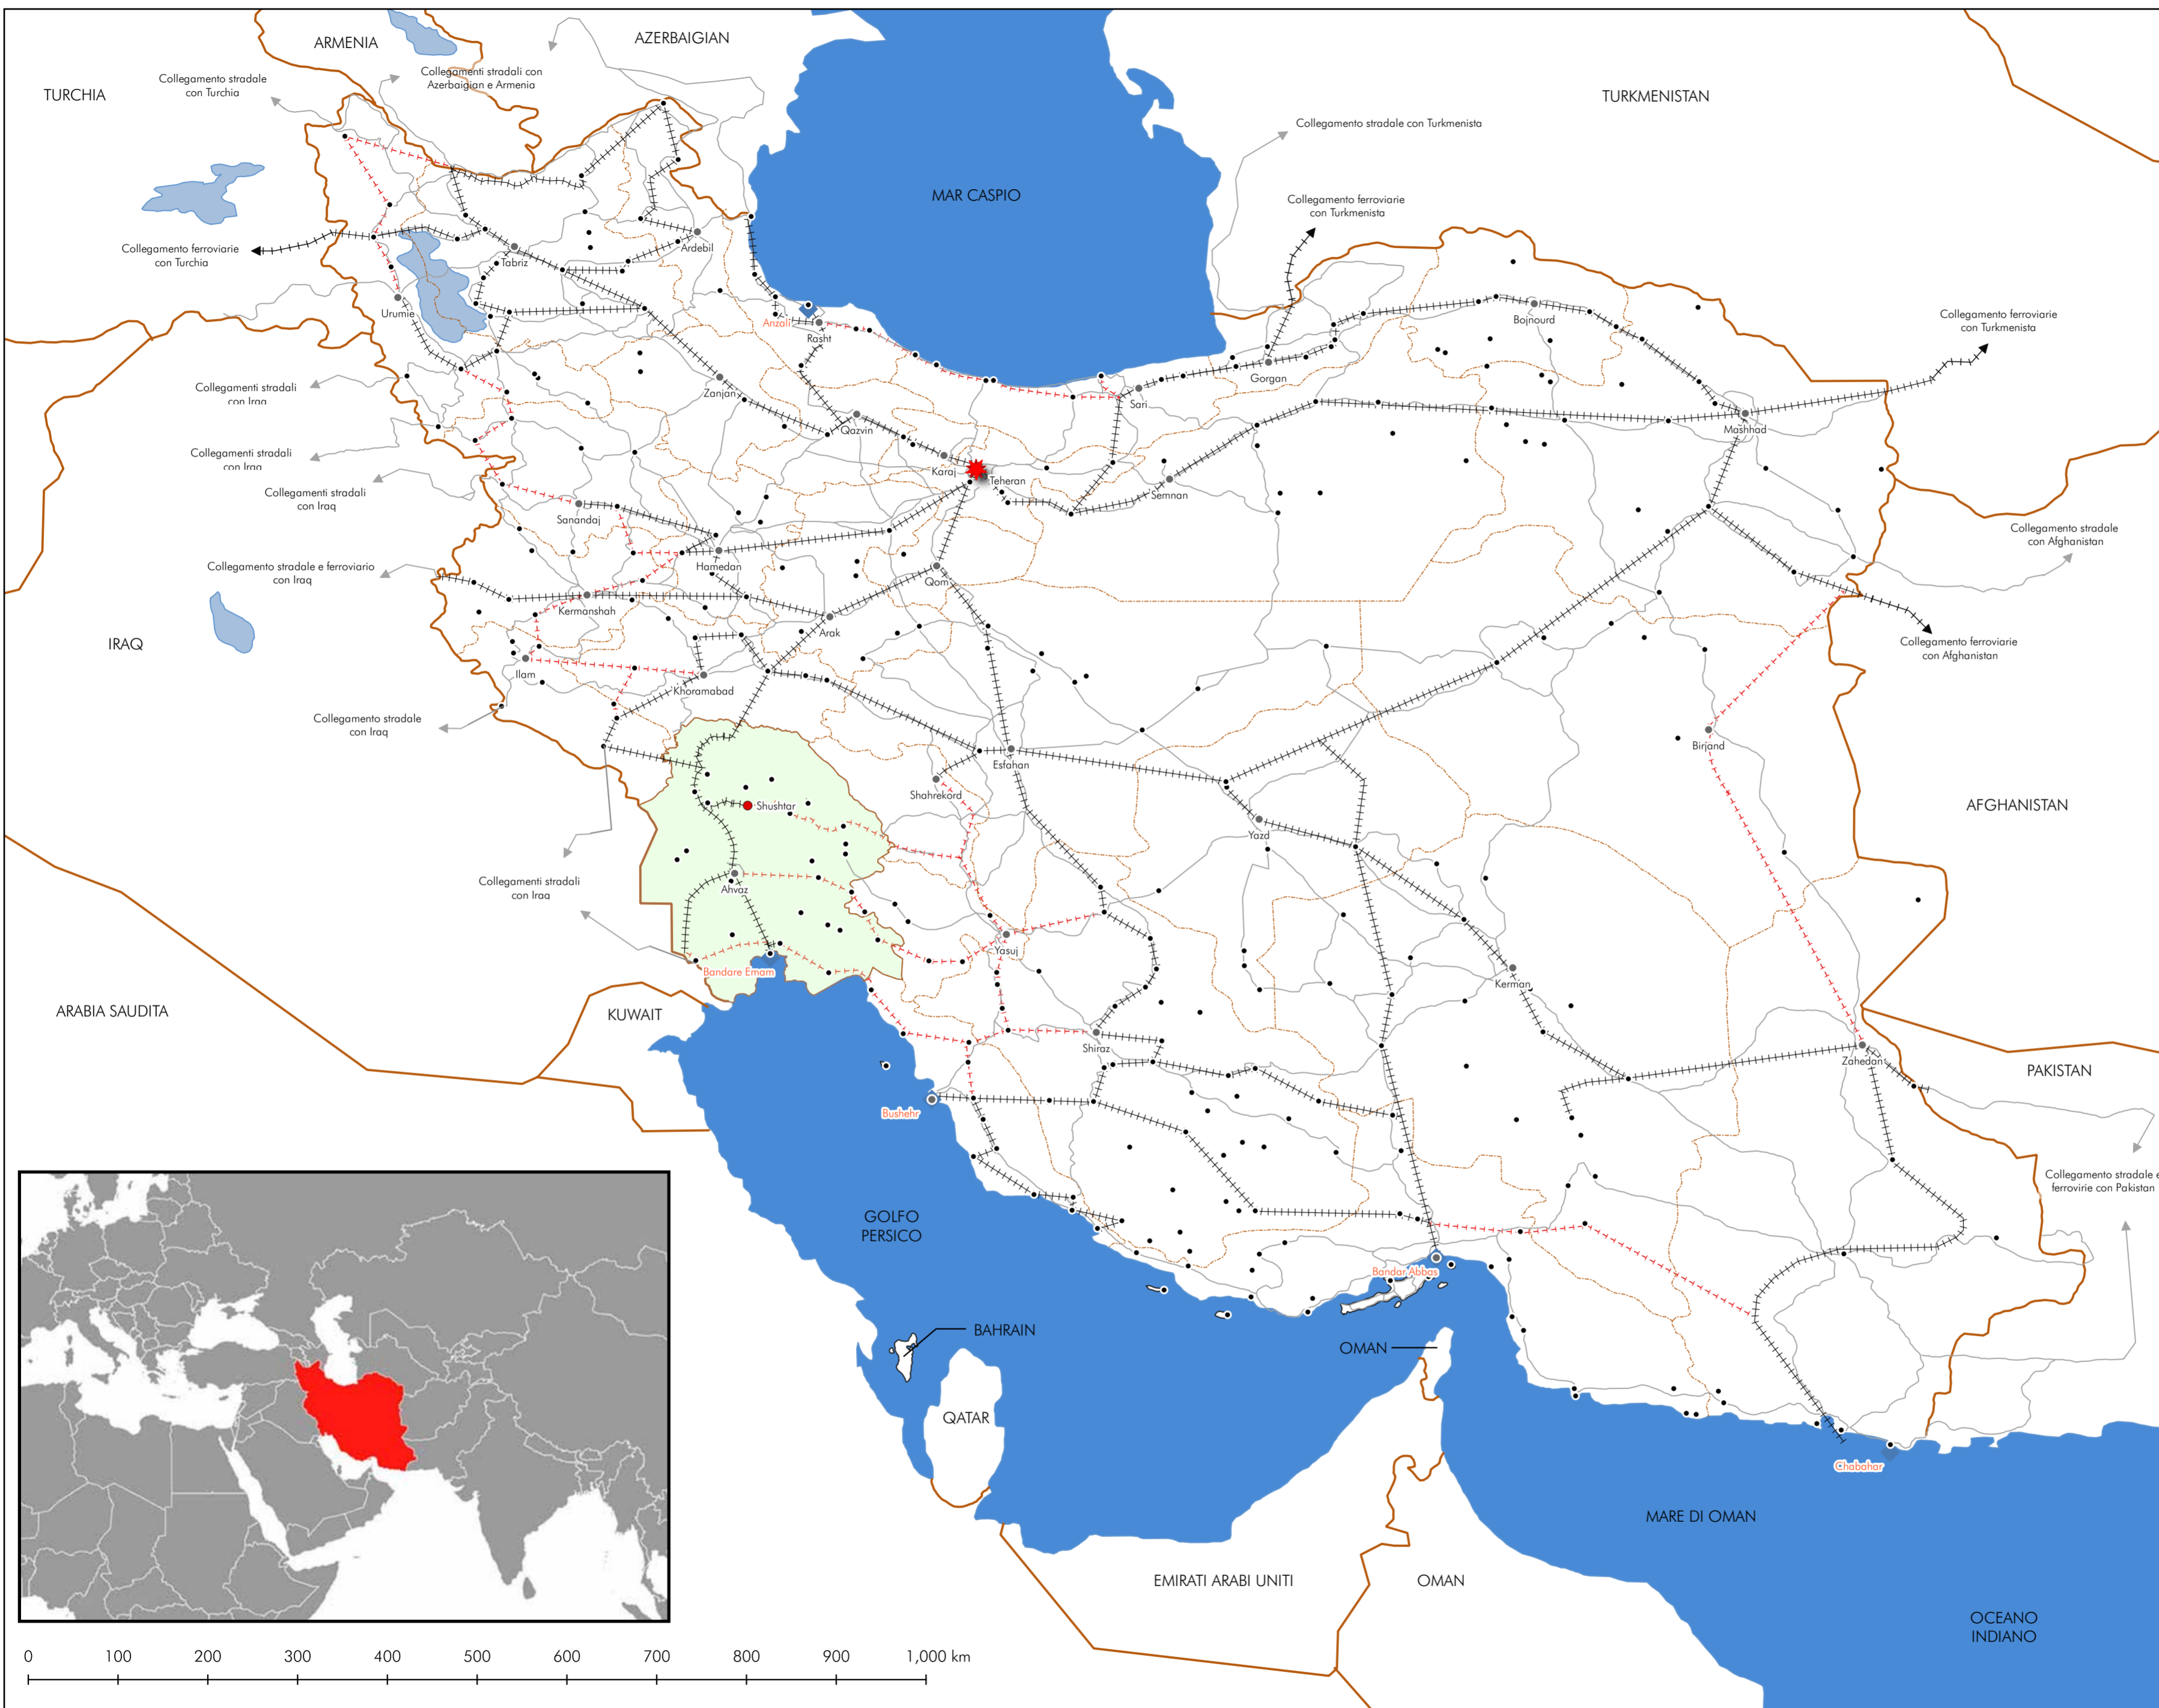 ARMENIA
AZERBAIGIAN
Collegamento stradale
con Turchia
Collegamenti stradali con
Azerbaigian e Armenia
TURCHIA
TURKMENISTAN
Collegamento stradale con Turkmenista
MAR CASPIO
Collegamento ferroviarie
con Turkmenista
Collegamento ferroviarie
con Turchia
Ardebil
Tabriz
Urumie
Anzali
Rasht
Bojnourd
Collegamento ferroviarie
con Turkmenista
Gorgan
Zanjan
Sari
Collegamenti stradali
con Iraq
Qazvin
Mashhad
Collegamenti stradali
con Iraq
Karaj
Teheran
Semnan
Collegamenti stradali
con Iraq
Sanandaj
Collegamento stradale
con Afghanistan
Collegamento stradale e ferroviario
con Iraq
Hamedan
Qom
Kermanshah
Arak
IRAQ
Collegamento ferroviarie
con Afghanistan
Ilam
Khoramabad
Collegamento stradale
con Iraq
Birjand
Esfahan
Shahrekord
Shushtar
AFGHANISTAN
Yazd
Collegamenti stradali
con Iraq
Ahvaz
Yasuj
Bandare Emam
Kerman
ARABIA SAUDITA
KUWAIT
Shiraz
Zahedan
PAKISTAN
Bushehr
Collegamento stradale e
ferrovirie con Pakistan
GOLFO
PERSICO
Bandar Abbas
BAHRAIN
OMAN
QATAR
Chabahar
MARE DI OMAN
EMIRATI ARABI UNITI
OMAN
OCEANO
INDIANO
0 100 200 300 400 500 600 700 800 900 1,000 km